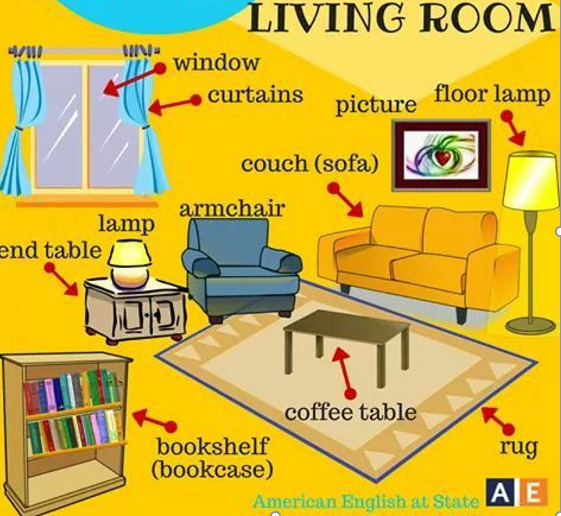 LIVING ROOM
window
curtains
picture
floor lamp
couch (sofa)
lamp
armchair
end table
coffee table
bookshelf
(bookcase)
rug
American English at State
A E